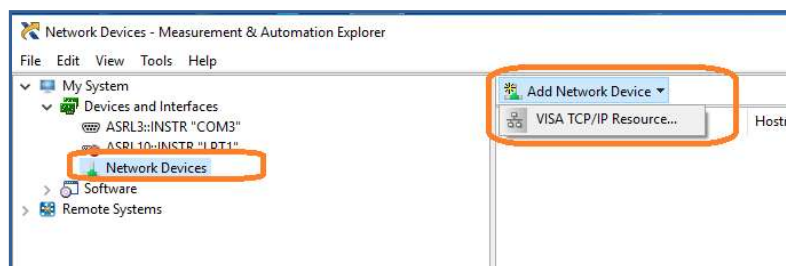 Network Devices - Measurement & Automation Explorer
File Edit View Tools Help
My System
Devices and Interfaces
ASRL3::INSTR "COM3"
ASRL10::INSTR "LPT1"
Network Devices
Software
Remote Systems
Add Network Device
VISA TCP/IP Resource...
Hostn